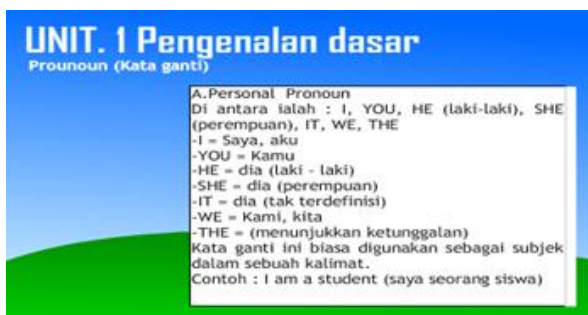 UNIT. 1 Pengenalan dasar
Prounoun (Kata ganti)
A.Personal Pronoun
Di antara ialah : I, YOU, HE (laki-laki), SHE
(perempuan), IT, WE, THE
-I = Saya, aku
-YOU = Kamu
-HE = dia (laki - laki)
-SHE = dia (perempuan)
-IT = dia (tak terdefinisi)
-WE = Kami, kita
-THE = (menunjukkan ketunggalan)
Kata ganti ini biasa digunakan sebagai subjek
dalam sebuah kalimat.
Contoh : I am a student (saya seorang siswa)